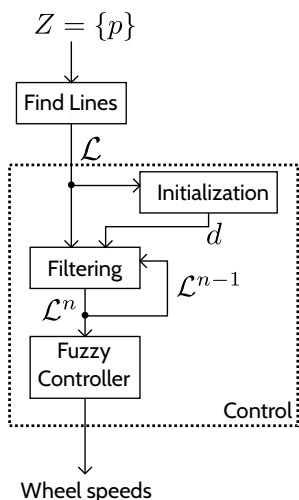 Z = {p}
Find Lines
𝓛
Initialization
d
Filtering
𝓛ⁿ⁻¹
𝓛ⁿ
Fuzzy
Controller
Control
Wheel speeds